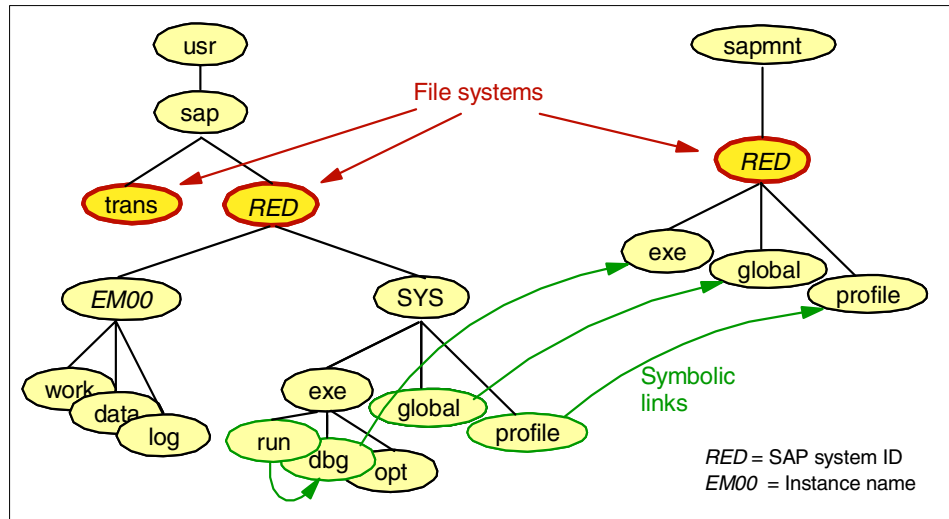 usr
sapmnt
File systems
sap
RED
trans
RED
exe
global
EM00
SYS
profile
work
exe
Symbolic
links
data
global
log
run
profile
dbg
opt
RED = SAP system ID
EM00 = Instance name